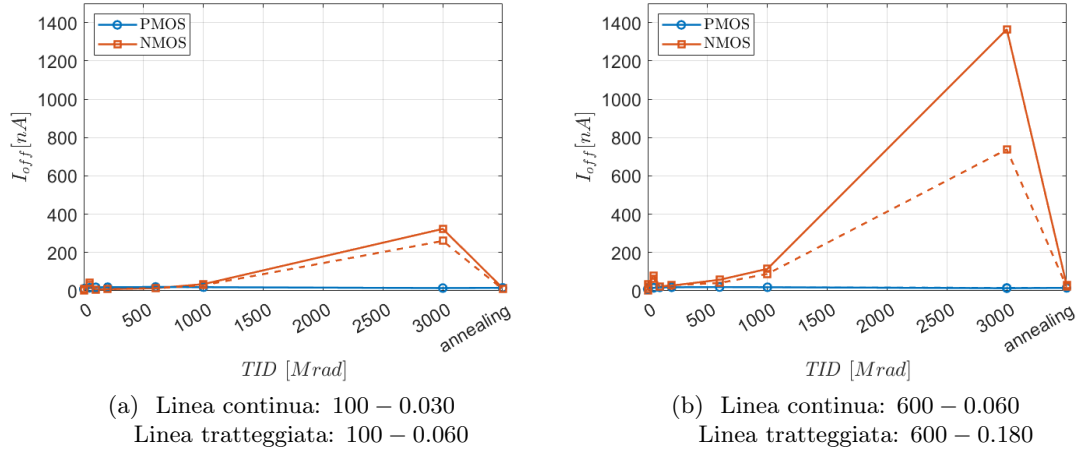 1400
1200
1000
800
600
400
200
0
I_{off}[nA]
PMOS
NMOS
0
500
1000
1500
2000
2500
3000
annealing
TID [Mrad]
(a) Linea continua: 100 − 0.030
Linea tratteggiata: 100 − 0.060
1400
1200
1000
800
600
400
200
0
I_{off}[nA]
PMOS
NMOS
0
500
1000
1500
2000
2500
3000
annealing
TID [Mrad]
(b) Linea continua: 600 − 0.060
Linea tratteggiata: 600 − 0.180